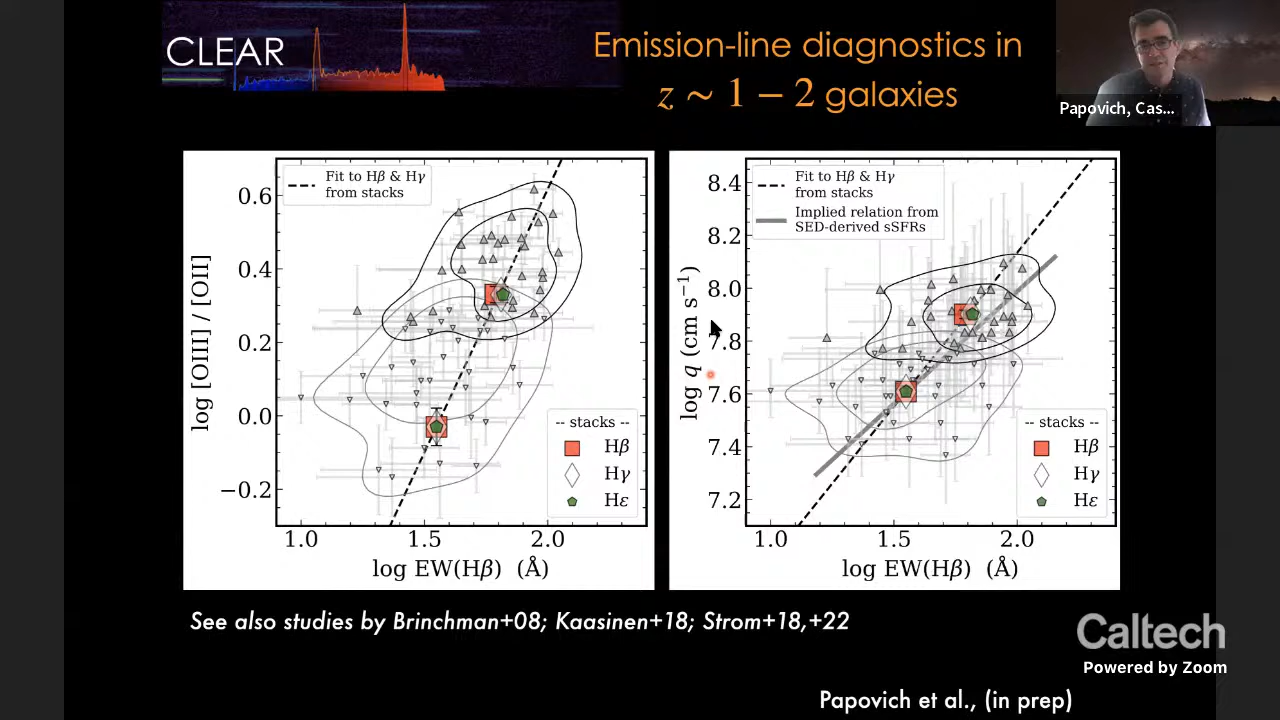 CLEAR
Emission-line diagnostics in
z ~ 1 − 2 galaxies
Papovich, Cas...
Fit to Hβ & Hγ
from stacks
0.6
0.4
0.2
0.0
−0.2
log [OIII] / [OII]
-- stacks --
Hβ
Hγ
Hε
1.0 1.5 2.0
log EW(Hβ) (Å)
Fit to Hβ & Hγ
from stacks
Implied relation from
SED-derived sSFRs
8.4
8.2
8.0
7.8
7.6
7.4
7.2
log q (cm s⁻¹)
-- stacks --
Hβ
Hγ
Hε
1.0 1.5 2.0
log EW(Hβ) (Å)
See also studies by Brinchman+08; Kaasinen+18; Strom+18,+22
Caltech
Powered by Zoom
Papovich et al., (in prep)